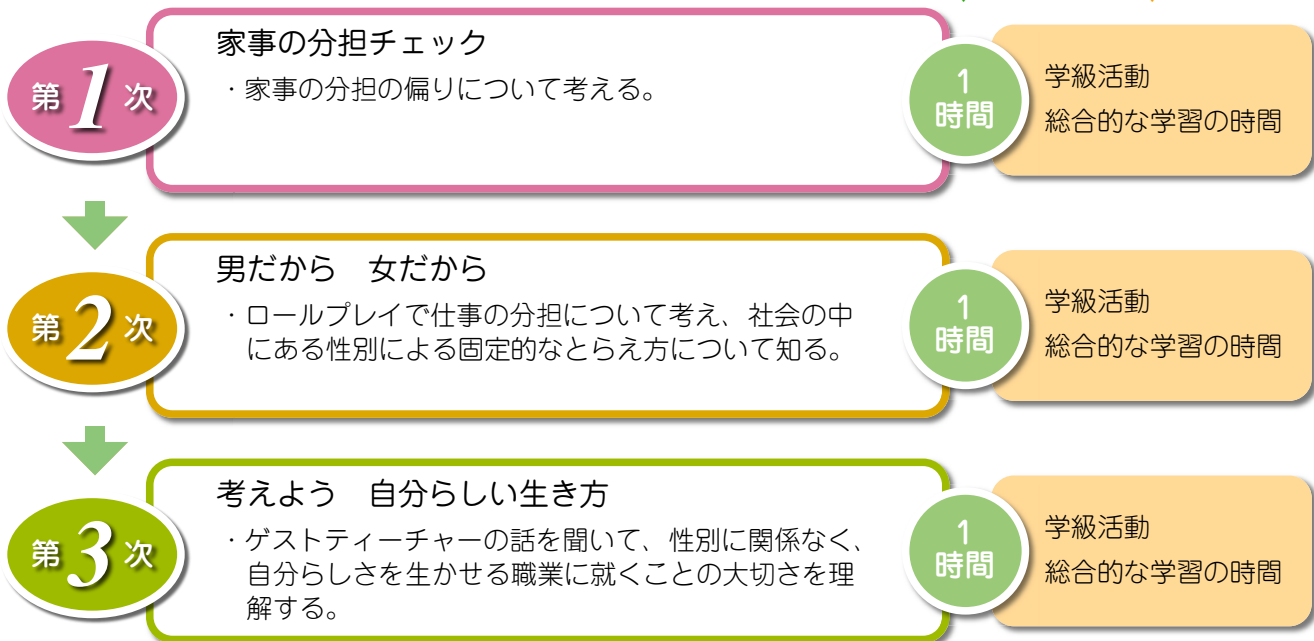 第1次
家事の分担チェック
・家事の分担の偏りについて考える。
1
時間
学級活動
総合的な学習の時間
第2次
男だから　女だから
・ロールプレイで仕事の分担について考え、社会の中
にある性別による固定的なとらえ方について知る。
1
時間
学級活動
総合的な学習の時間
第3次
考えよう　自分らしい生き方
・ゲストティーチャーの話を聞いて、性別に関係なく、
自分らしさを生かせる職業に就くことの大切さを理
解する。
1
時間
学級活動
総合的な学習の時間